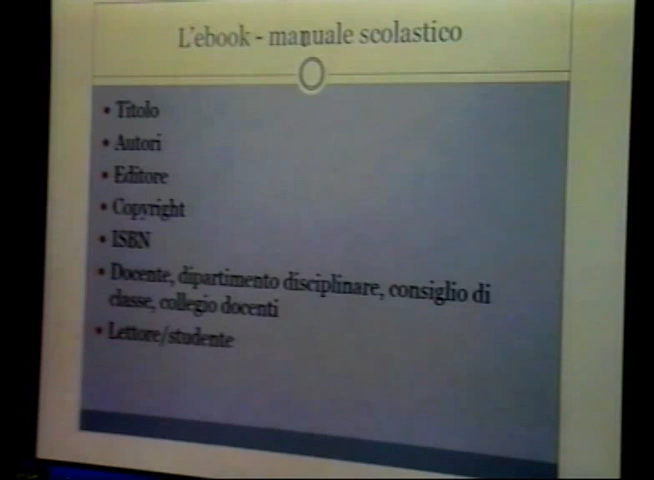 L'ebook - manuale scolastico
• Titolo
• Autori
• Editore
• Copyright
• ISBN
• Docente, dipartimento disciplinare, consiglio di
classe, collegio docenti
• Lettore/studente